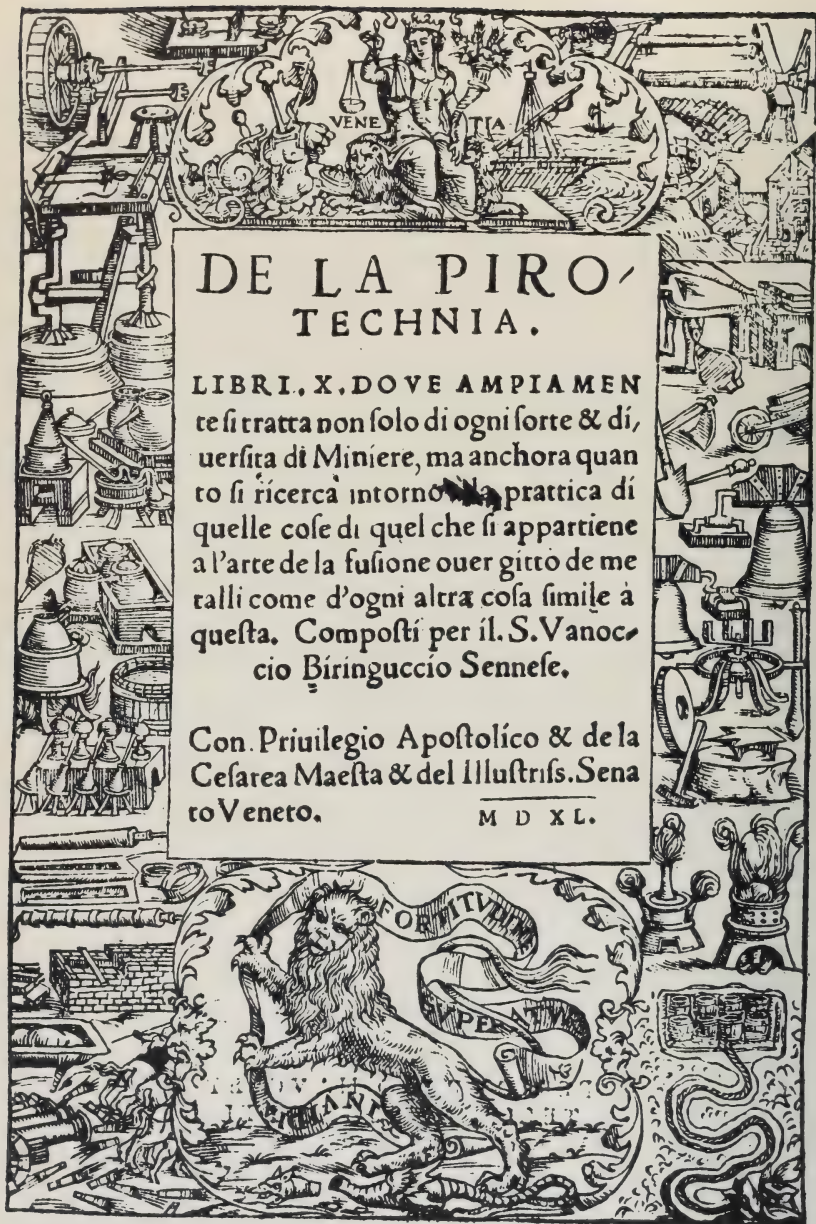 VENE TIA
DE LA PIRO⸗
TECHNIA.
LIBRI. X. DOVE AMPIAMEN
te ſi tratta non ſolo di ogni ſorte & di,
uerſita di Miniere, ma anchora quan
to ſi ricerca intorno prattica di
quelle coſe di quel che ſi appartiene
a l'arte de la fuſione ouer gitto de me
talli come d'ogni altra coſa ſimile à
queſta. Compoſti per il. S. Vanoc⸗
cio Biringuccio Senneſe.
Con Priuilegio Apoſtolico & de la
Ceſarea Maeſta & del Illuſtriſs. Sena
to Veneto. M D XL.
FORTITVDINE